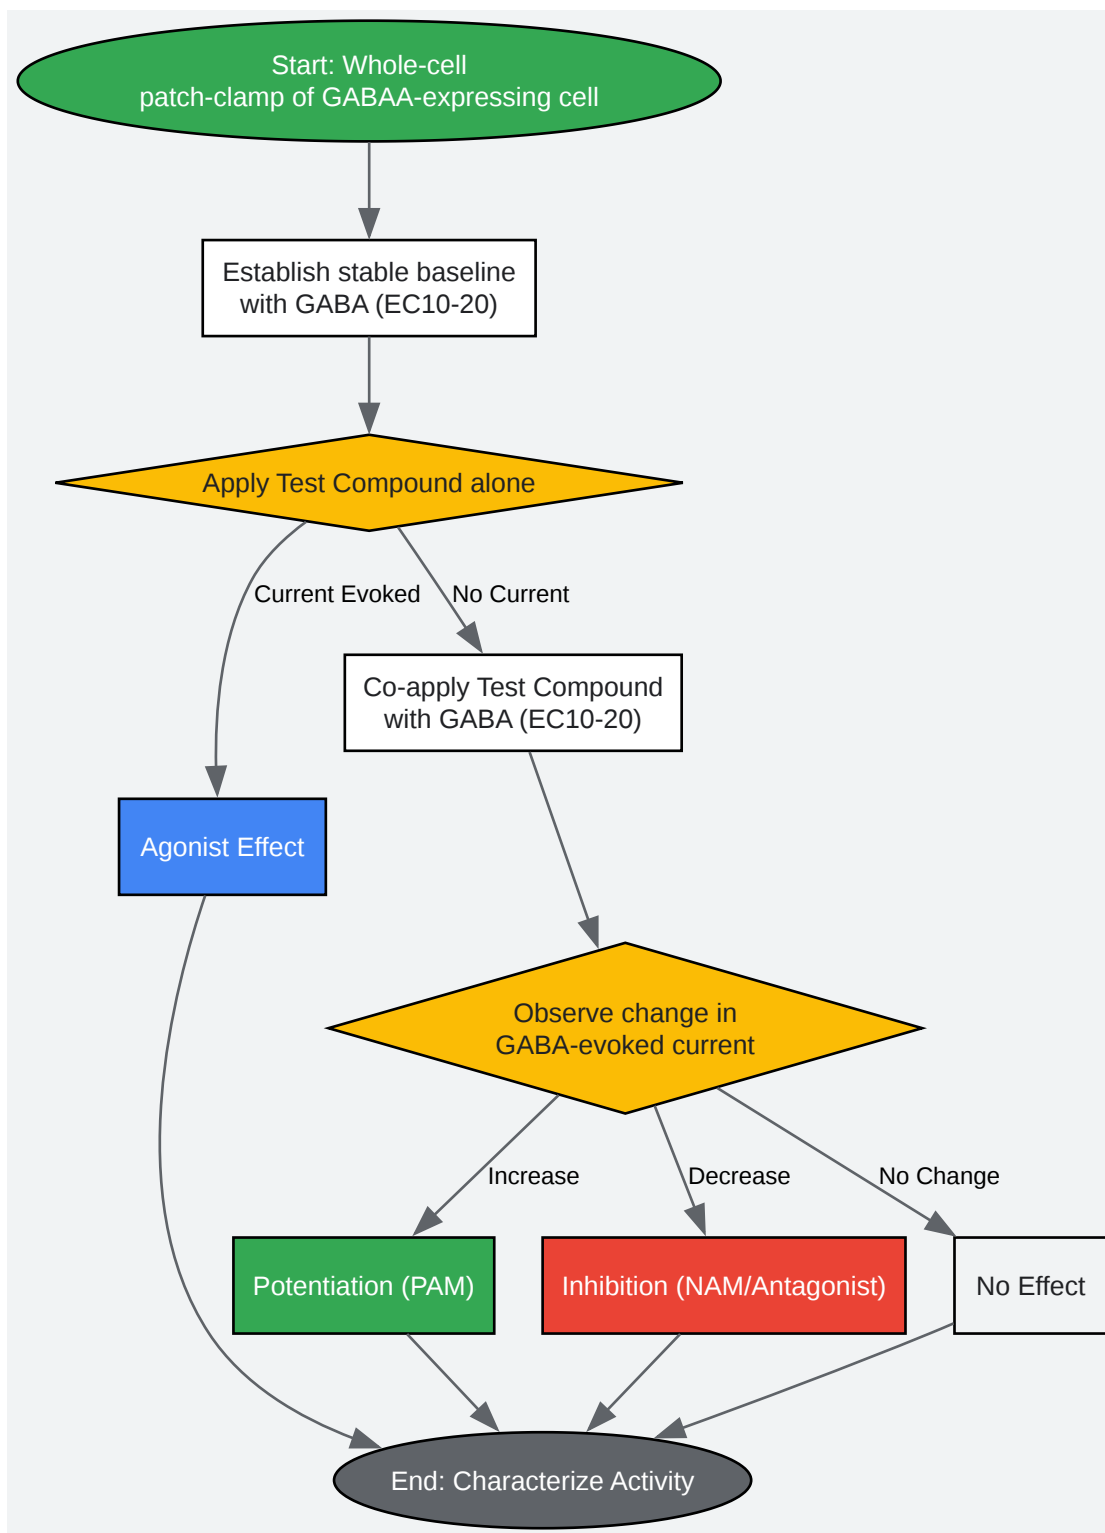 Start: Whole-cell
patch-clamp of GABAA-expressing cell
Establish stable baseline
with GABA (EC10-20)
Apply Test Compound alone
Current Evoked
No Current
Co-apply Test Compound
with GABA (EC10-20)
Agonist Effect
Observe change in
GABA-evoked current
Increase
Decrease
No Change
Potentiation (PAM)
Inhibition (NAM/Antagonist)
No Effect
End: Characterize Activity